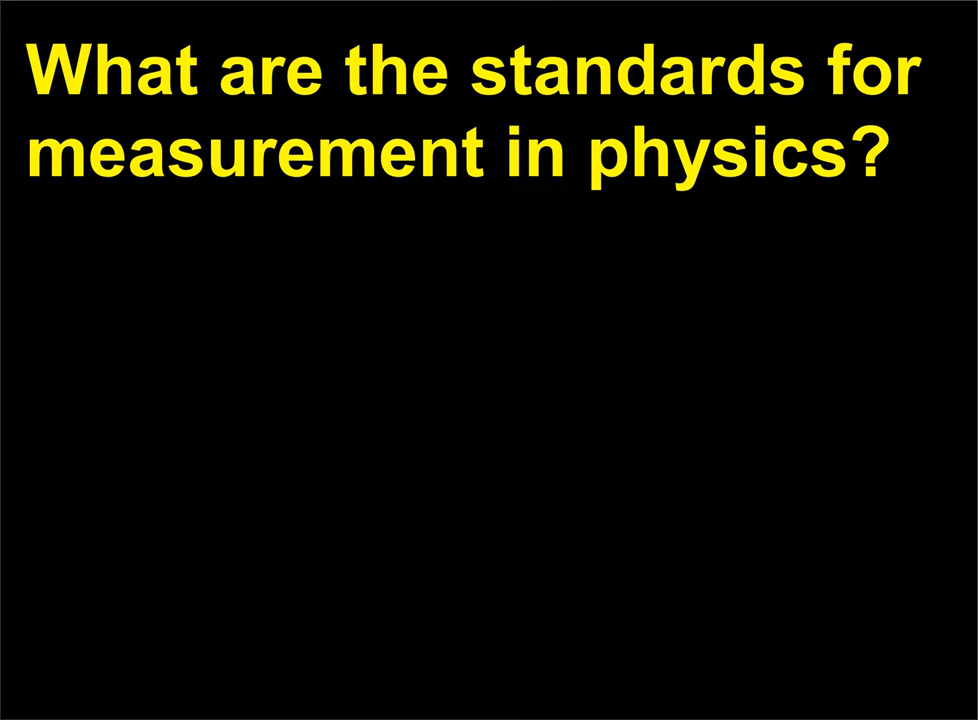 What are the standards for
measurement in physics?